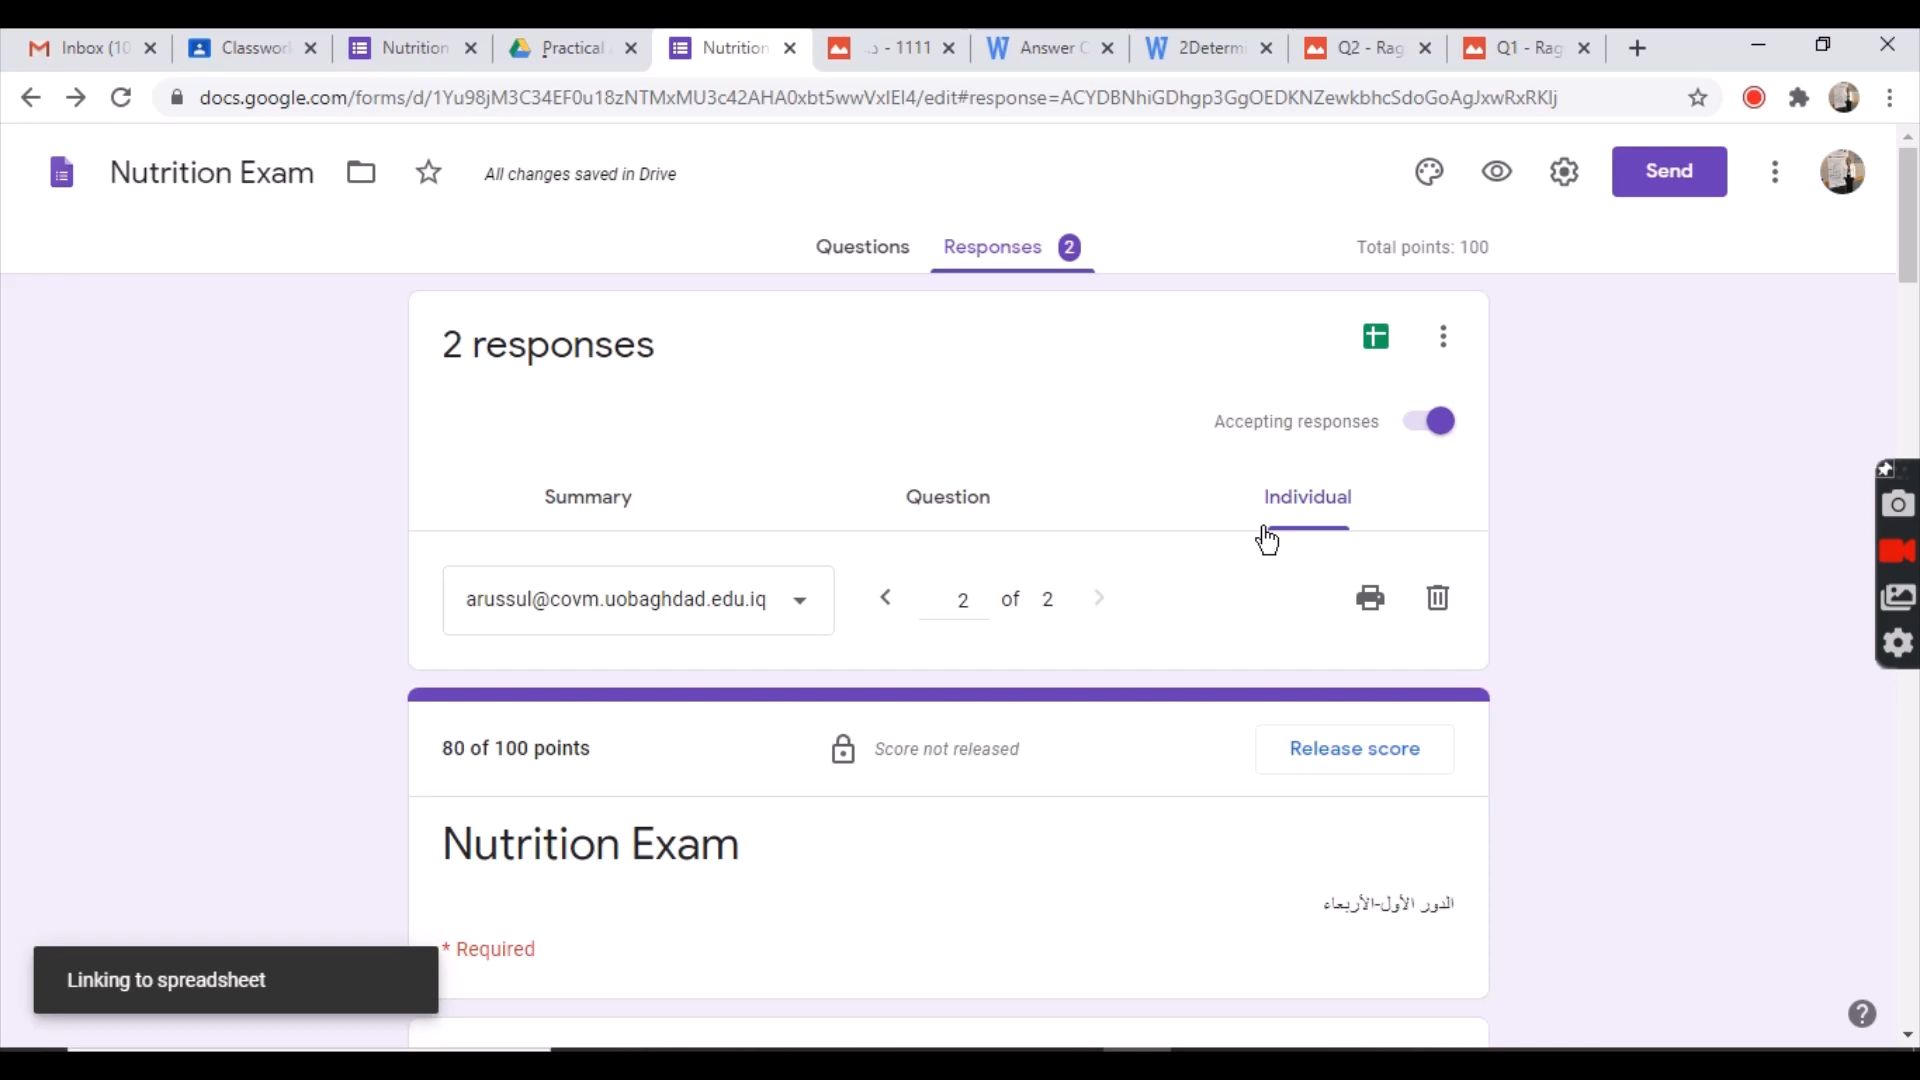 Inbox (10
Classwor
Nutrition
Practical
Nutrition
1111 - د..
Answer C
2Determi
Q2 - Rag
Q1 - Rag
docs.google.com/forms/d/1Yu98jM3C34EF0u18zNTMxMU3c42AHA0xbt5wwVxIEl4/edit#response=ACYDBNhiGDhgp3GgOEDKNZewkbhcSdoGoAgJxwRxRKlj
Nutrition Exam
All changes saved in Drive
Send
Questions
Responses 2
Total points: 100
2 responses
Accepting responses
Summary
Question
Individual
arussul@covm.uobaghdad.edu.iq
2 of 2
80 of 100 points
Score not released
Release score
Nutrition Exam
الدور الأول-الأربعاء
* Required
Linking to spreadsheet